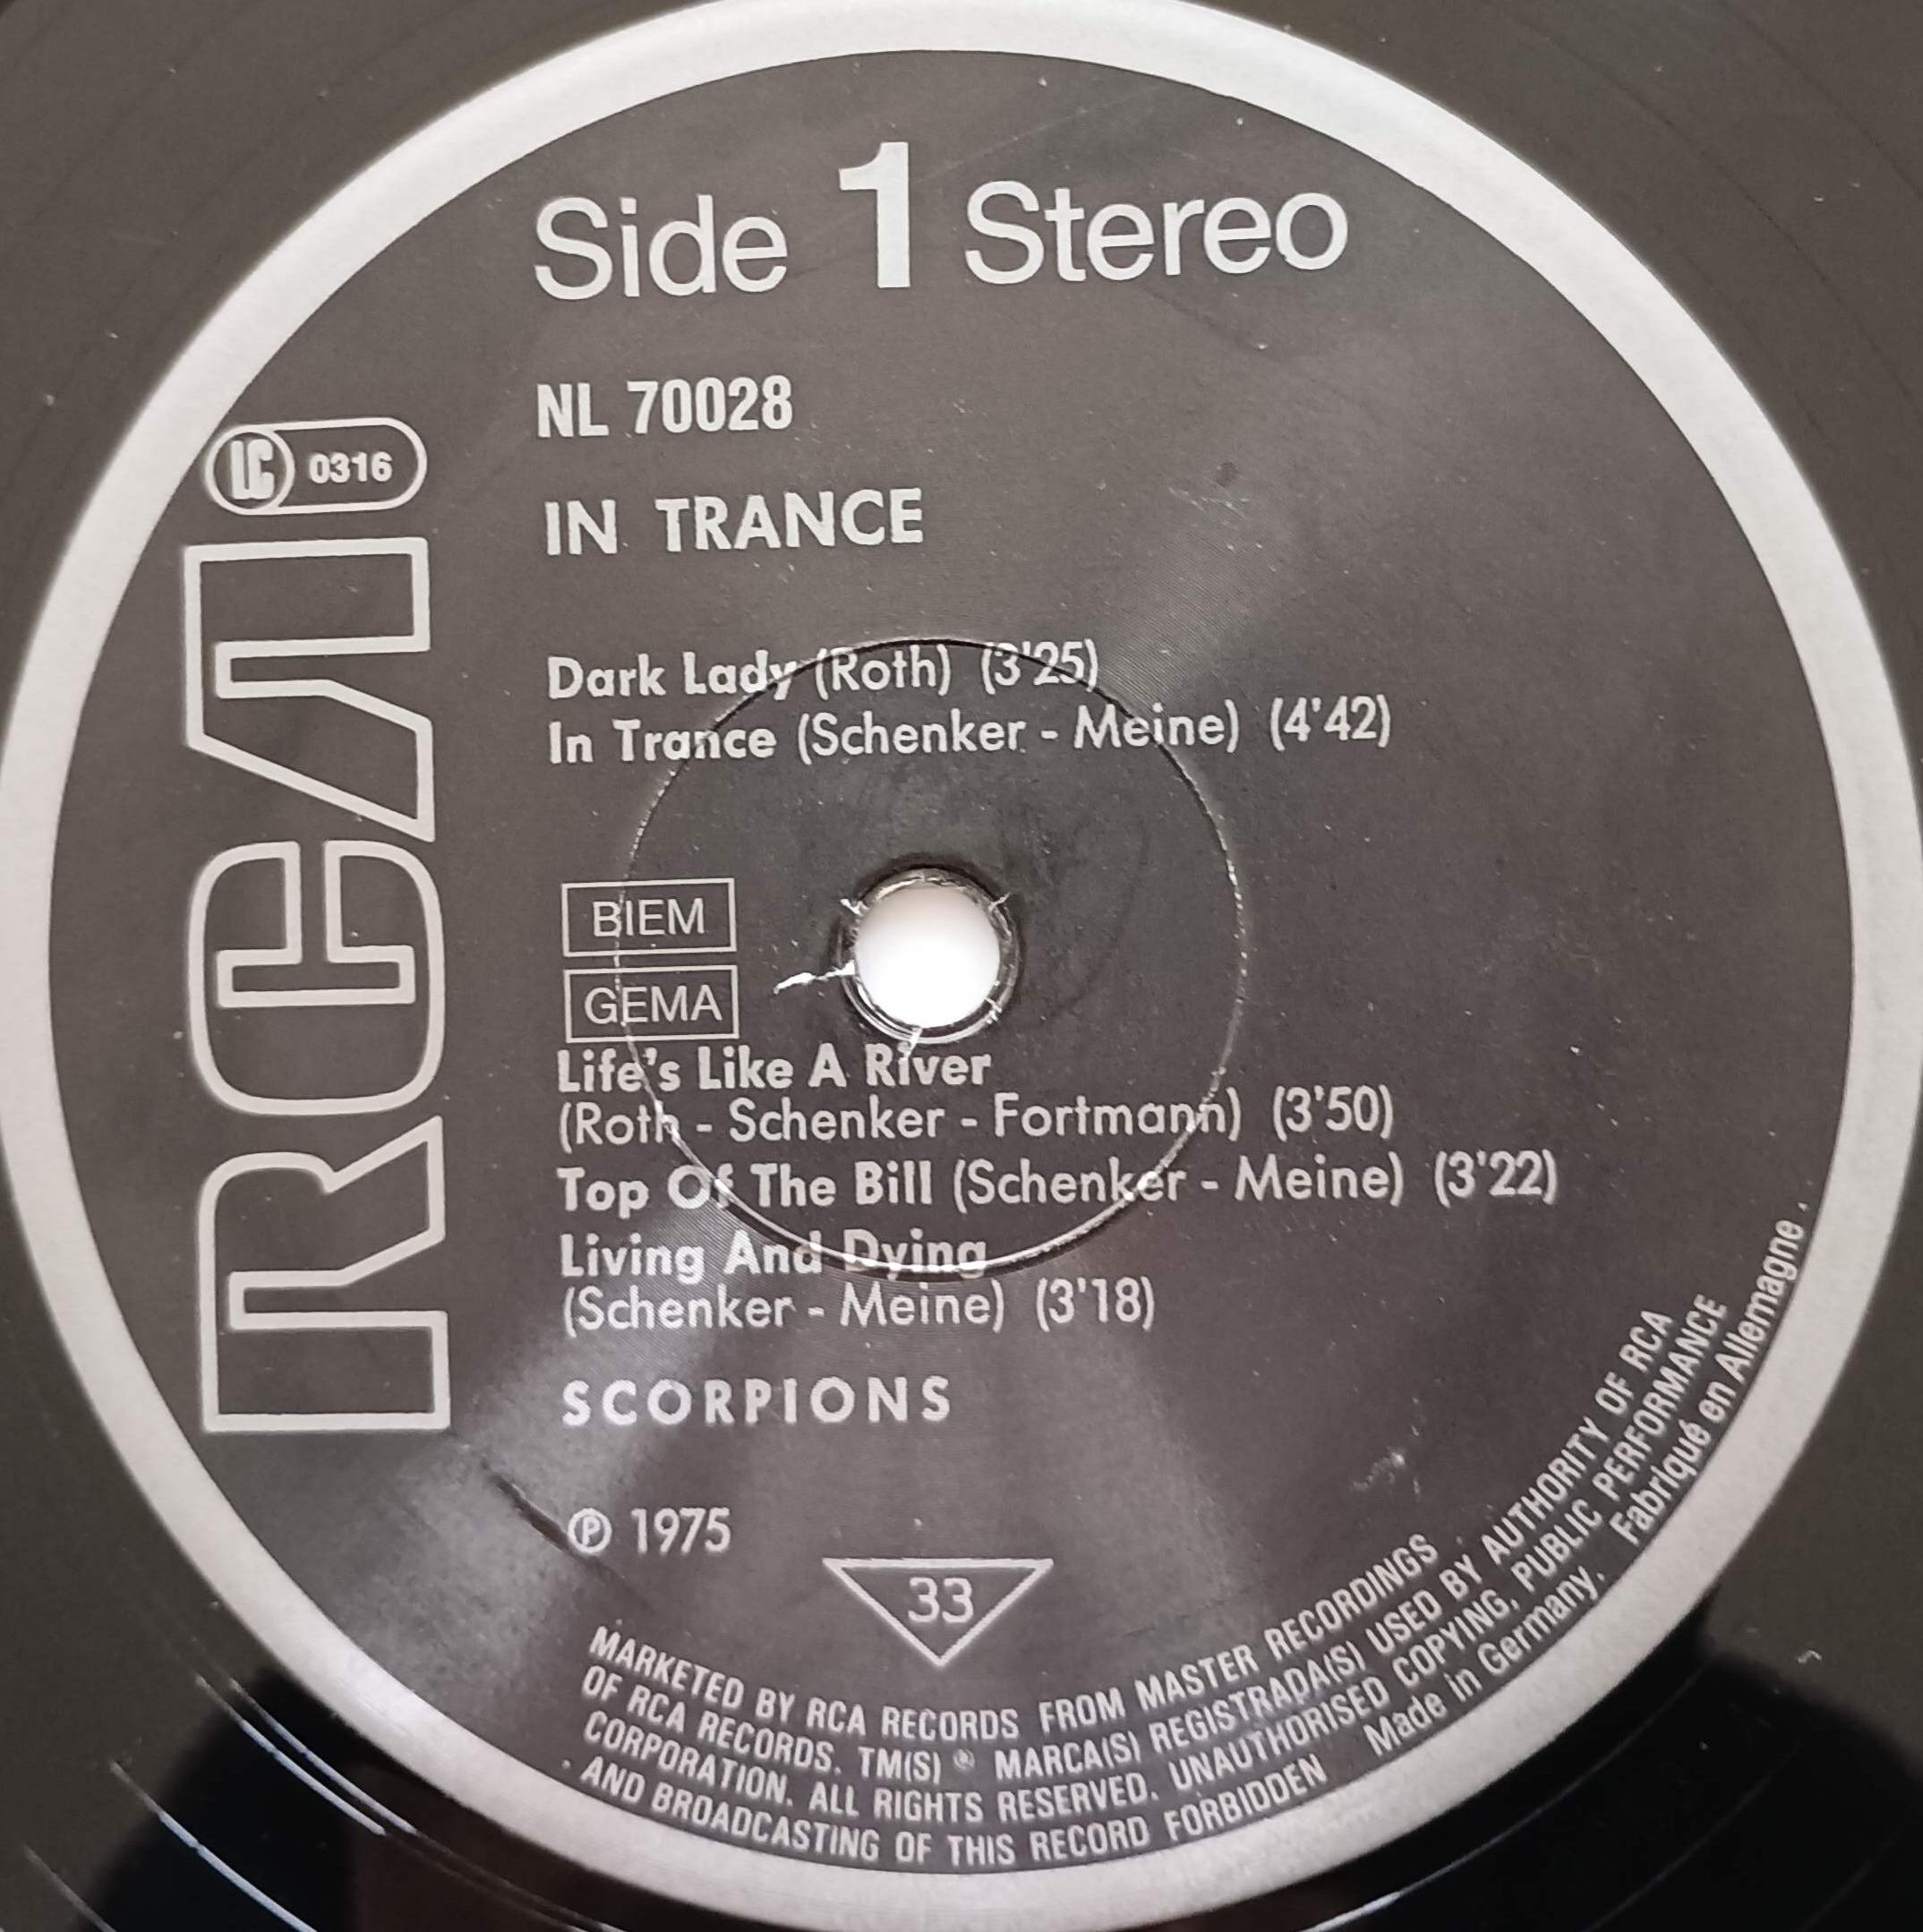 Side 1 Stereo
NL 70028
LC 0316
IN TRANCE
RCA
Dark Lady (Roth) (3'25)
In Trance (Schenker - Meine) (4'42)
BIEM
GEMA
Life's Like A River
(Roth - Schenker - Fortmann) (3'50)
Top Of The Bill (Schenker - Meine) (3'22)
Living And Dying
(Schenker - Meine) (3'18)
SCORPIONS
℗ 1975
33
MARKETED BY RCA RECORDS FROM MASTER RECORDINGS
OF RCA RECORDS. TM(S) ® MARCA(S) REGISTRADA(S) USED BY AUTHORITY OF RCA
CORPORATION. ALL RIGHTS RESERVED. UNAUTHORISED COPYING, PUBLIC PERFORMANCE
AND BROADCASTING OF THIS RECORD FORBIDDEN Made in Germany. Fabriqué en Allemagne.